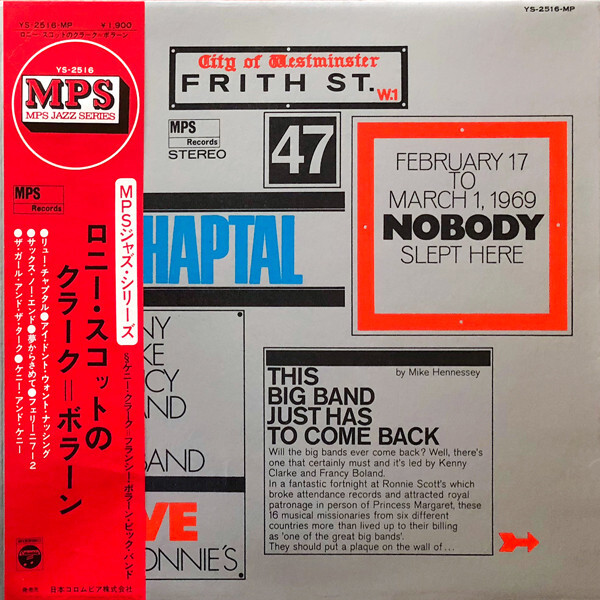 YS-2516-MP ¥1,900
ロニー・スコットのクラーク=ボラーン
YS-2516
MPS
MPS JAZZ SERIES
MPS
Records
MPSジャズ・シリーズ
ロニー・スコットの
クラーク=ボラーン
§ケニー・クラーク=フランシー・ボラーン・ビック・バンド
●リュー・チャプタル●アイ・ドント・ウォント・ナッシング
●サックス・ノー・エンド●夢からさめて●フェリーニ712
●ザ・ガール・アンド・ザ・ターク●ケニー・アンド・ケニー
日本コロムビア株式会社
YS-2516-MP
City of Westminster
FRITH ST.
W.1
MPS
Records
STEREO
47
FEBRUARY 17
TO
MARCH 1, 1969
NOBODY
SLEPT HERE
HAPTAL
NY
KE
NCY
AND
BAND
VE
ONNIE'S
by Mike Hennessey
THIS
BIG BAND
JUST HAS
TO COME BACK
Will the big bands ever come back? Well, there's
one that certainly must and it's led by Kenny
Clarke and Francy Boland.
In a fantastic fortnight at Ronnie Scott's which
broke attendance records and attracted royal
patronage in person of Princess Margaret, these
16 musical missionaries from six different
countries more than lived up to their billing
as 'one of the great big bands'.
They should put a plaque on the wall of ...